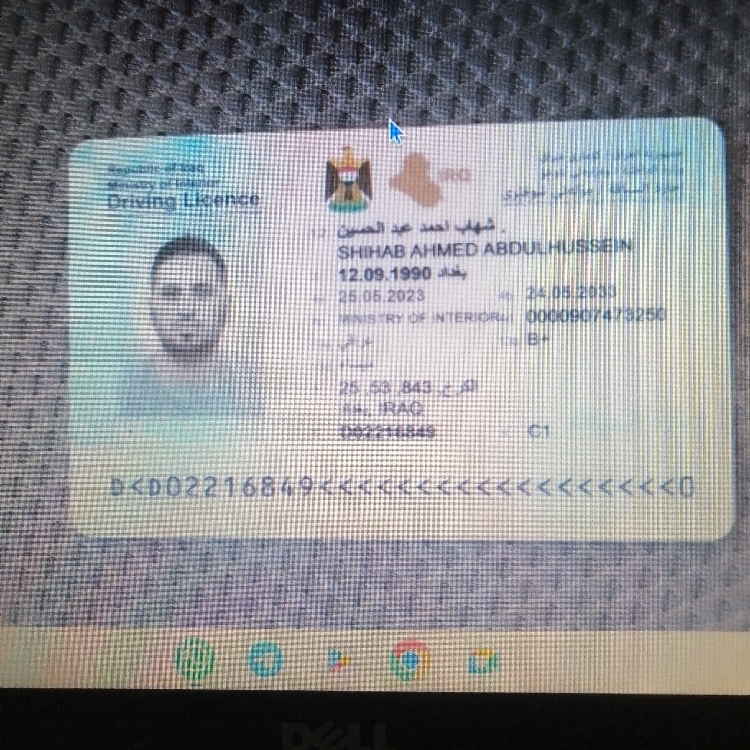 Republic of Iraq
Ministry of Interior
Driving Licence
IRQ
شهاب احمد عبد الحسين
SHIHAB AHMED ABDULHUSSEIN
12.09.1990 بغداد
25.05.2023
24.05.2033
MINISTRY OF INTERIOR
0000907473250
B+
الكرخ 843 53 26
IRAQ
D02216849
C1
D<D02216849<<<<<<<<<<<<<<<<<<0
DELL